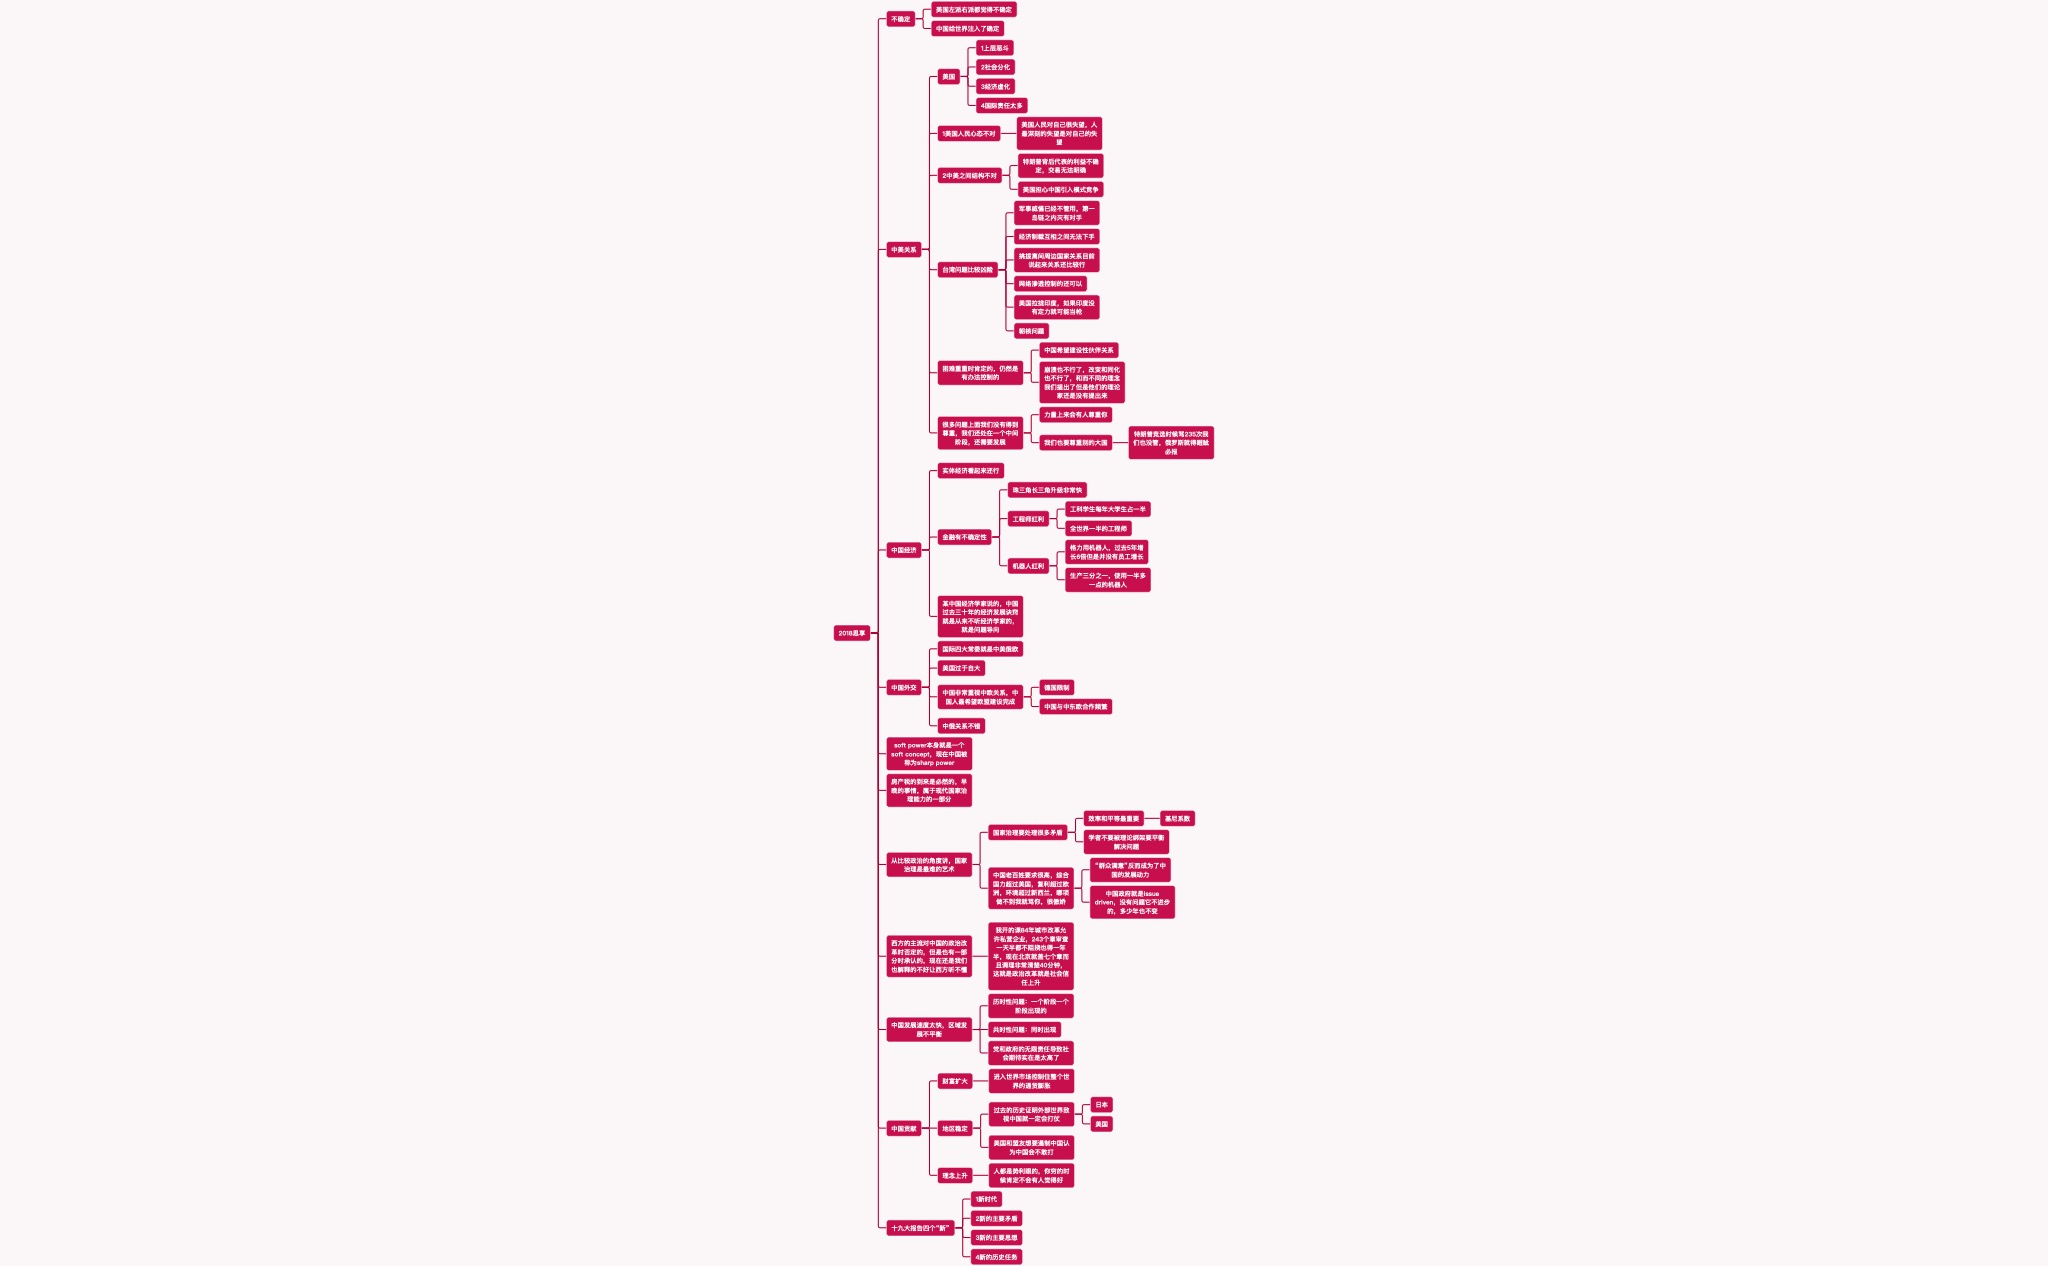 不确定
美国左派右派都觉得不确定
中国给世界注入了确定
中美关系
美国
1上层恶斗
2社会分化
3经济虚化
4国际责任太多
1美国人民心态不对
美国人民对自己很失望，人
最深刻的失望是对自己的失
望
2中美之间结构不对
特朗普背后代表的利益不确
定，交易无法明确
美国担心中国引入模式竞争
台湾问题比较凶险
军事威慑已经不管用，第一
岛链之内灭有对手
经济制裁互相之间无法下手
挑拨离间周边国家关系目前
说起来关系还比较行
网络渗透控制的还可以
美国拉拢印度，如果印度没
有定力就可能当枪
朝核问题
困难重重时肯定的，仍然是
有办法控制的
中国希望建设性伙伴关系
崩溃也不行了，改变和同化
也不行了，和而不同的理念
我们提出了但是他们的理论
家还是没有提出来
很多问题上面我们没有得到
尊重，我们还处在一个中间
阶段，还需要发展
力量上来会有人尊重你
我们也要尊重别的大国
特朗普竞选时候骂235次我
们也没管，俄罗斯就得睚眦
必报
中国经济
实体经济看起来还行
金融有不确定性
珠三角长三角升级非常快
工程师红利
工科学生每年大学生占一半
全世界一半的工程师
机器人红利
格力用机器人，过去5年增
长6倍但是并没有员工增长
生产三分之一，使用一半多
一点的机器人
某中国经济学家说的，中国
过去三十年的经济发展诀窍
就是从来不听经济学家的，
就是问题导向
2018思享
中国外交
国际四大常委就是中美俄欧
美国过于自大
中国非常重视中欧关系，中
国人最希望欧盟建设完成
德国限制
中国与中东欧合作频繁
中俄关系不错
soft power本身就是一个
soft concept，现在中国被
称为sharp power
房产税的到来是必然的，早
晚的事情，属于现代国家治
理能力的一部分
从比较政治的角度讲，国家
治理是最难的艺术
国家治理要处理很多矛盾
效率和平等最重要
基尼系数
学者不要被理论绑架要平衡
解决问题
中国老百姓要求很高，综合
国力超过美国，复利超过欧
洲，环境超过新西兰，哪项
做不到我就骂你，很傲娇
“群众满意”反而成为了中
国的发展动力
中国政府就是issue
driven，没有问题它不进步
的，多少年也不变
西方的主流对中国的政治改
革时否定的，但是也有一部
分时承认的，现在还是我们
也解释的不好让西方听不懂
我开的课84年城市改革允
许私营企业，243个章审查
一天半都不阻挠也得一年
半，现在北京就盖七个章而
且调理非常清楚40分钟，
这就是政治改革就是社会信
任上升
中国发展速度太快，区域发
展不平衡
历时性问题：一个阶段一个
阶段出现的
共时性问题：同时出现
党和政府的无限责任导致社
会期待实在是太高了
中国贡献
财富扩大
进入世界市场控制住整个世
界的通货膨胀
地区稳定
过去的历史证明外部世界敌
视中国就一定会打仗
日本
美国
美国和盟友想要遏制中国认
为中国会不敢打
理念上升
人都是势利眼的，你穷的时
候肯定不会有人觉得好
十九大报告四个“新”
1新时代
2新的主要矛盾
3新的主要思想
4新的历史任务